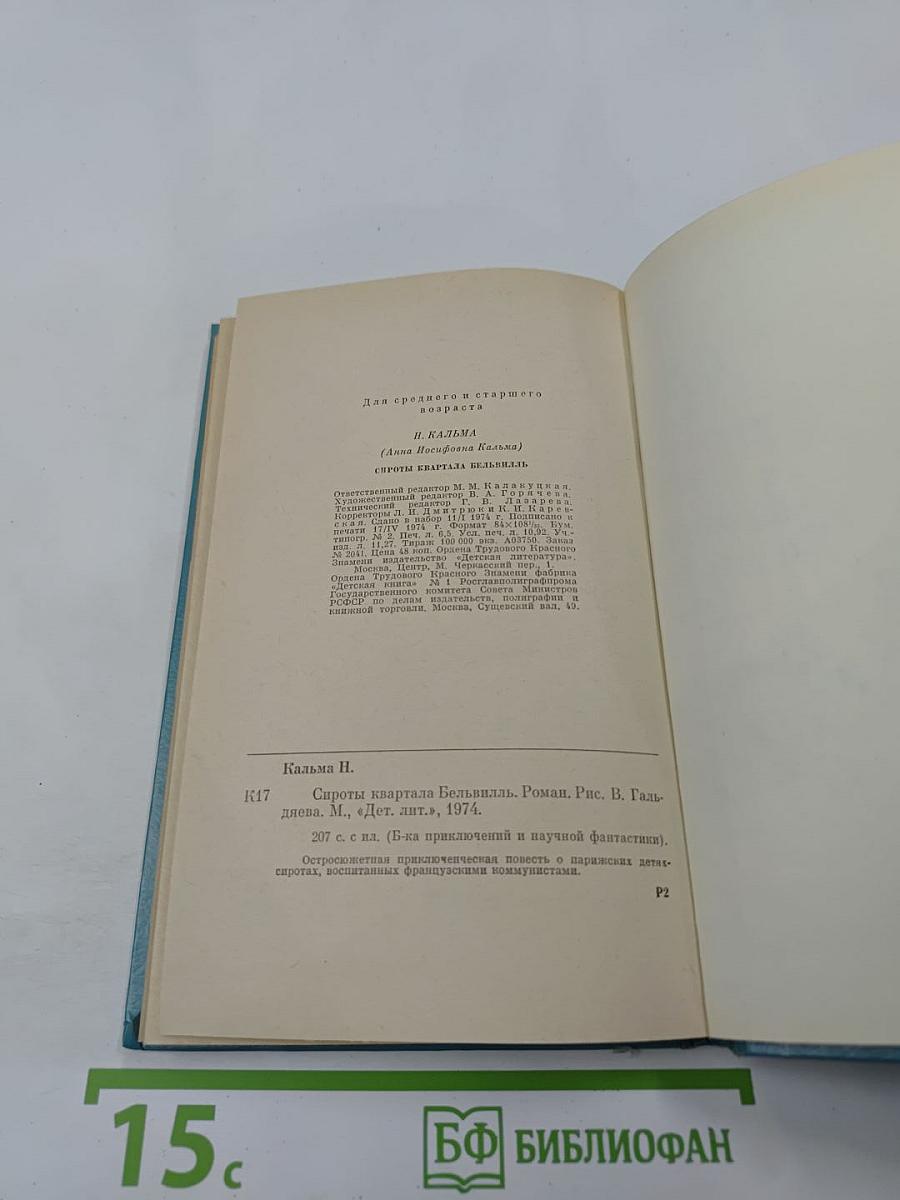 Для среднего и старшего
возраста
Н. КАЛЬМА
(Анна Иосифовна Кальма)
СИРОТЫ КВАРТАЛА БЕЛЬВИЛЛЬ
Ответственный редактор М. М. Калакуцкая.
Художественный редактор В. А. Горячева.
Технический редактор Г. В. Лазарева.
Корректоры Л. И. Дмитрюк и К. И. Карев-
ская. Сдано в набор 11/I 1974 г. Подписано к
печати 17/IV 1974 г. Формат 84×108¹/₃₂. Бум.
типогр. № 2. Печ. л. 6,5. Усл. печ. л. 10,92. Уч.-
изд. л. 11,27. Тираж 100 000 экз. А03750. Заказ
№ 2041. Цена 48 коп. Ордена Трудового Красного
Знамени издательство «Детская литература».
Москва, Центр, М. Черкасский пер., 1.
Ордена Трудового Красного Знамени фабрика
«Детская книга» № 1 Росглавполиграфпрома
Государственного комитета Совета Министров
РСФСР по делам издательств, полиграфии и
книжной торговли. Москва, Сущевский вал, 49.
Кальма Н.
К17 Сироты квартала Бельвилль. Роман. Рис. В. Галь-
дяева. М., «Дет. лит.», 1974.
207 с. с ил. (Б-ка приключений и научной фантастики).
Остросюжетная приключенческая повесть о парижских детях-
сиротах, воспитанных французскими коммунистами.
Р2
15 с
БФ БИБЛИОФАН